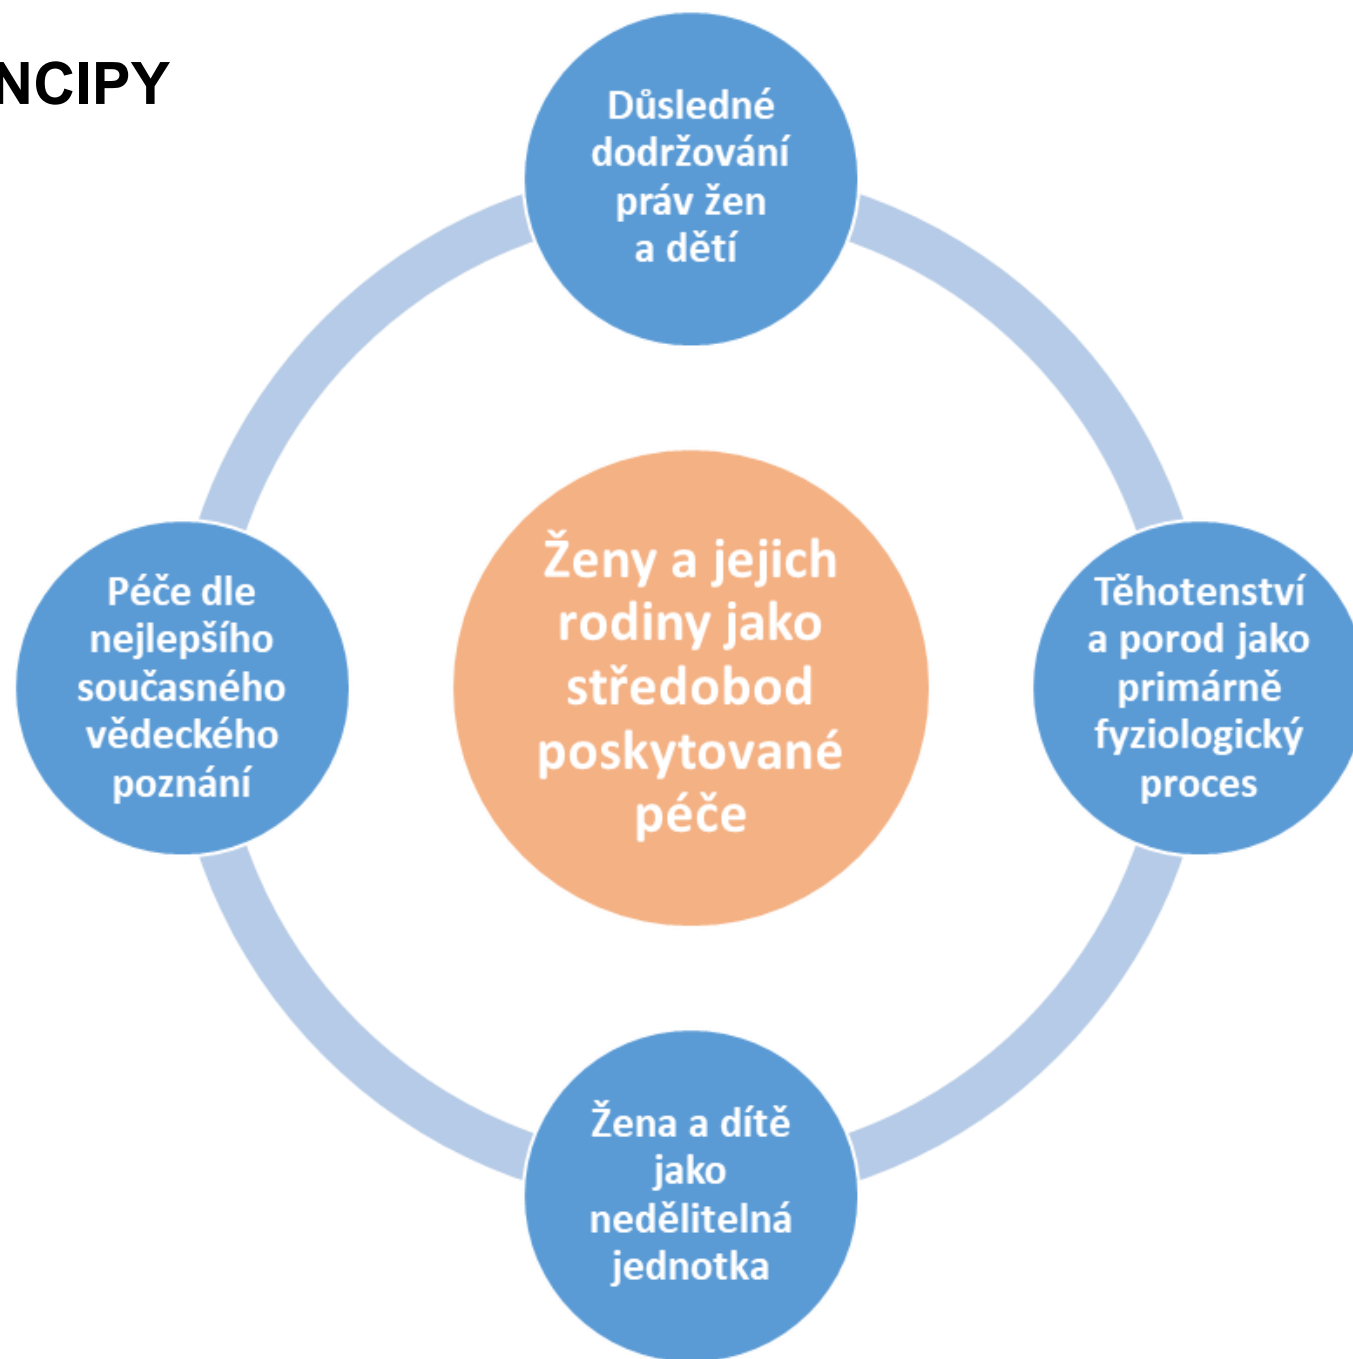 NCIPY
Důsledné
dodržování
práv žen
a dětí
Péče dle
nejlepšího
současného
vědeckého
poznání
Ženy a jejich
rodiny jako
středobod
poskytované
péče
Těhotenství
a porod jako
primárně
fyziologický
proces
Žena a dítě
jako
nedělitelná
jednotka